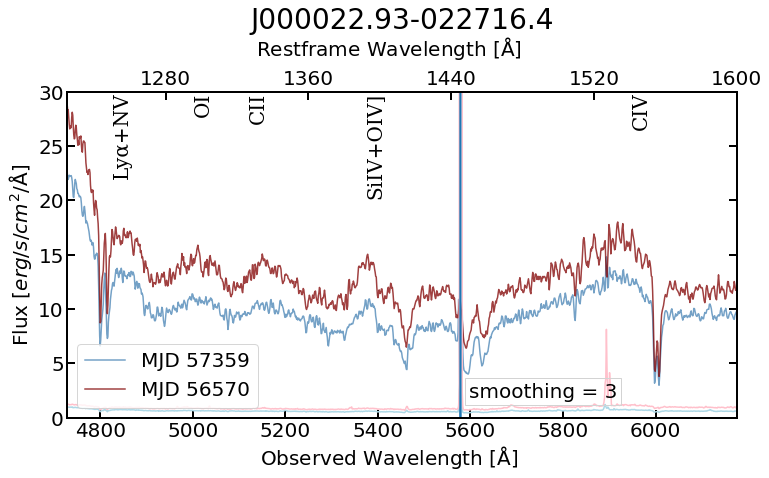 J000022.93-022716.4
Restframe Wavelength [Å]
1280 1360 1440 1520 1600
Lyα+NV OI CII SiIV+OIV] CIV
30
25
20
15
10
5
0
Flux [erg/s/cm²/Å]
MJD 57359
MJD 56570
smoothing = 3
4800 5000 5200 5400 5600 5800 6000
Observed Wavelength [Å]